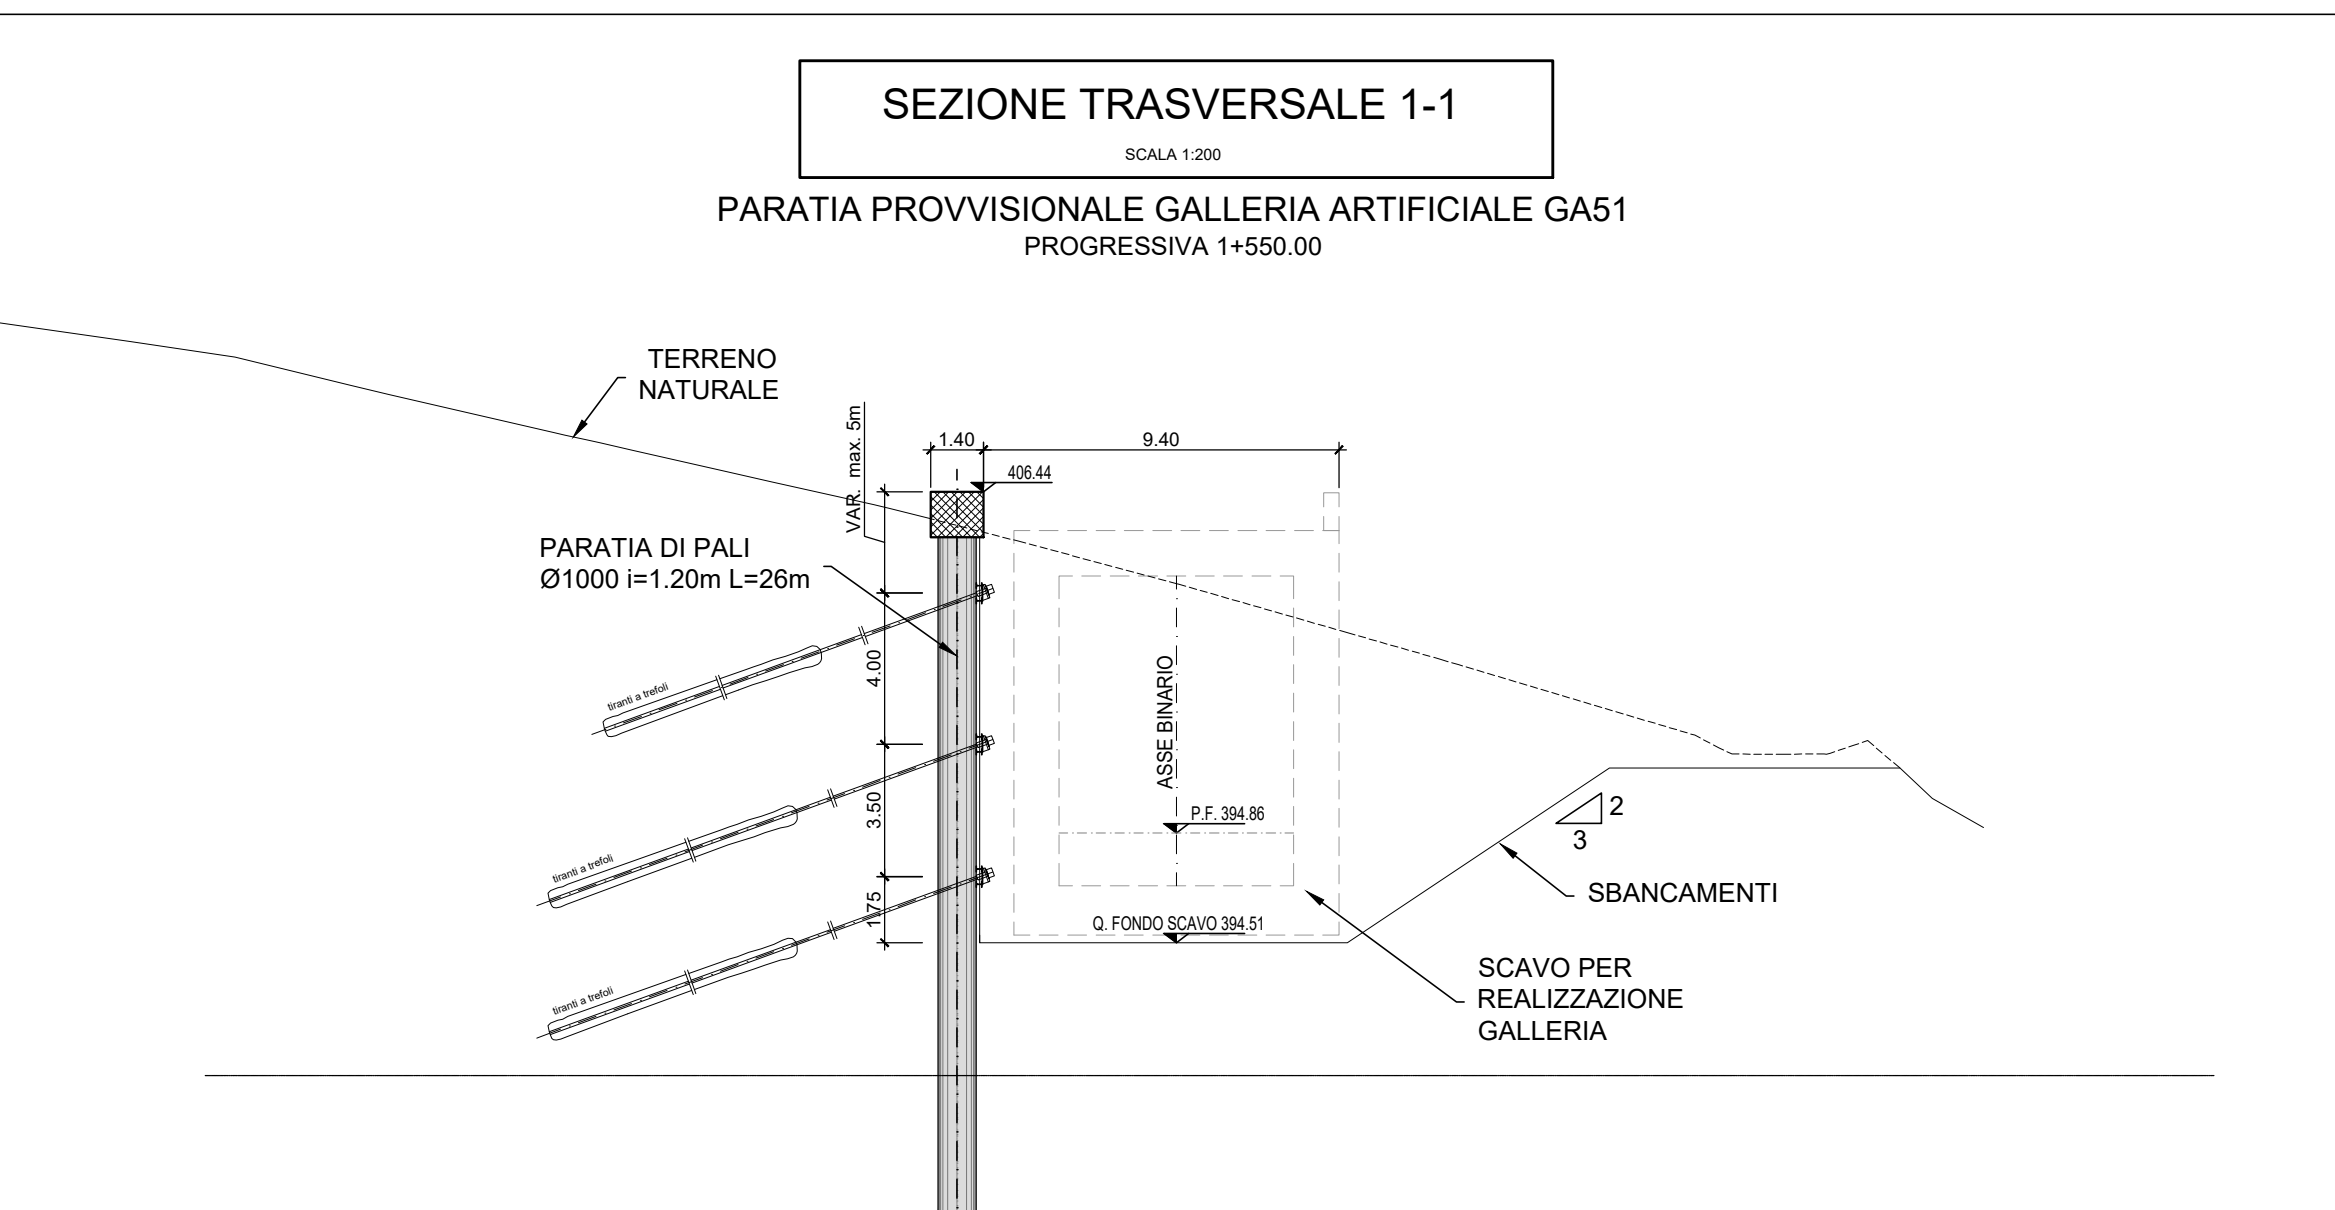 SEZIONE TRASVERSALE 1-1
SCALA 1:200
PARATIA PROVVISIONALE GALLERIA ARTIFICIALE GA51
PROGRESSIVA 1+550.00
TERRENO
NATURALE
VAR. max. 5m
1.40
9.40
406.44
PARATIA DI PALI
Ø1000 i=1.20m L=26m
4.00
tiranti a trefoli
ASSE BINARIO
3.50
P.F. 394.86
2
3
tiranti a trefoli
SBANCAMENTI
1.75
Q. FONDO SCAVO 394.51
SCAVO PER
REALIZZAZIONE
GALLERIA
tiranti a trefoli